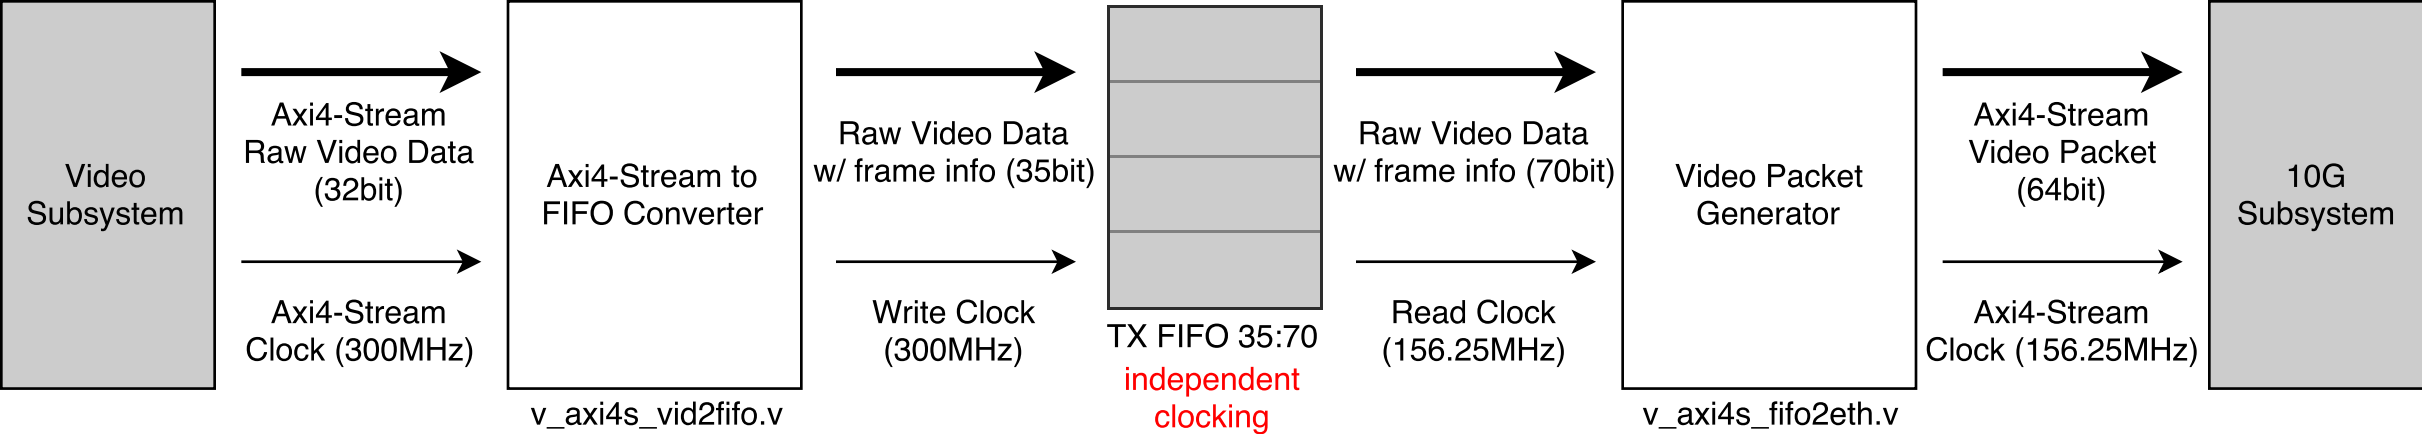 Video
Subsystem
Axi4-Stream
Raw Video Data
(32bit)
Axi4-Stream
Clock (300MHz)
Axi4-Stream to
FIFO Converter
v_axi4s_vid2fifo.v
Raw Video Data
w/ frame info (35bit)
Write Clock
(300MHz)
TX FIFO 35:70
independent
clocking
Raw Video Data
w/ frame info (70bit)
Read Clock
(156.25MHz)
Video Packet
Generator
v_axi4s_fifo2eth.v
Axi4-Stream
Video Packet
(64bit)
Axi4-Stream
Clock (156.25MHz)
10G
Subsystem